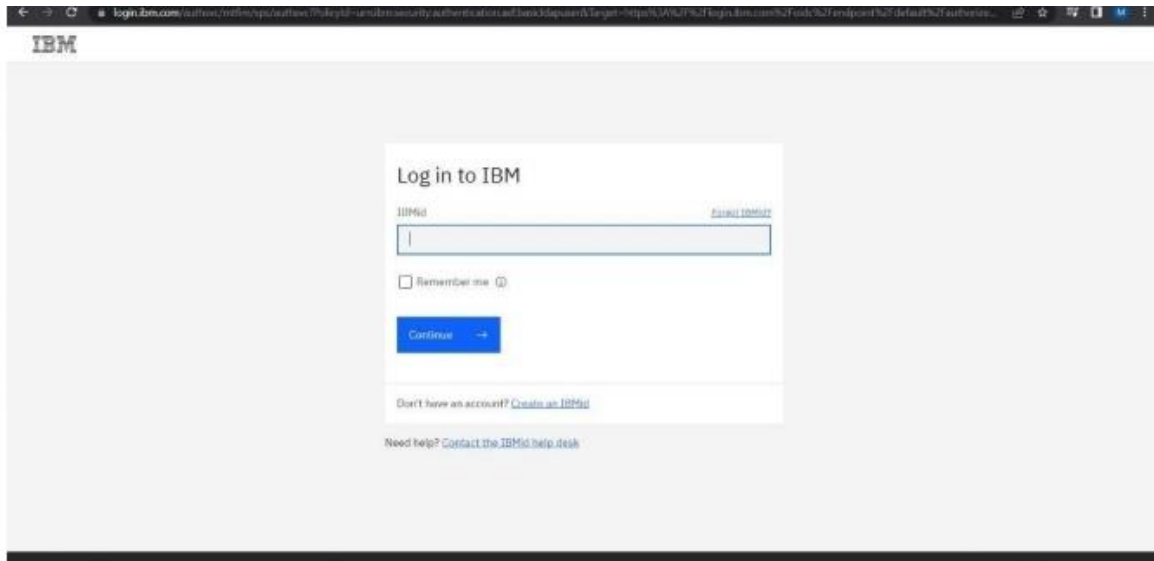 login.ibm.com
IBM
Log in to IBM
IBMid
Forgot IBMid?
Remember me
Continue →
Don't have an account? Create an IBMid
Need help? Contact the IBMid help desk